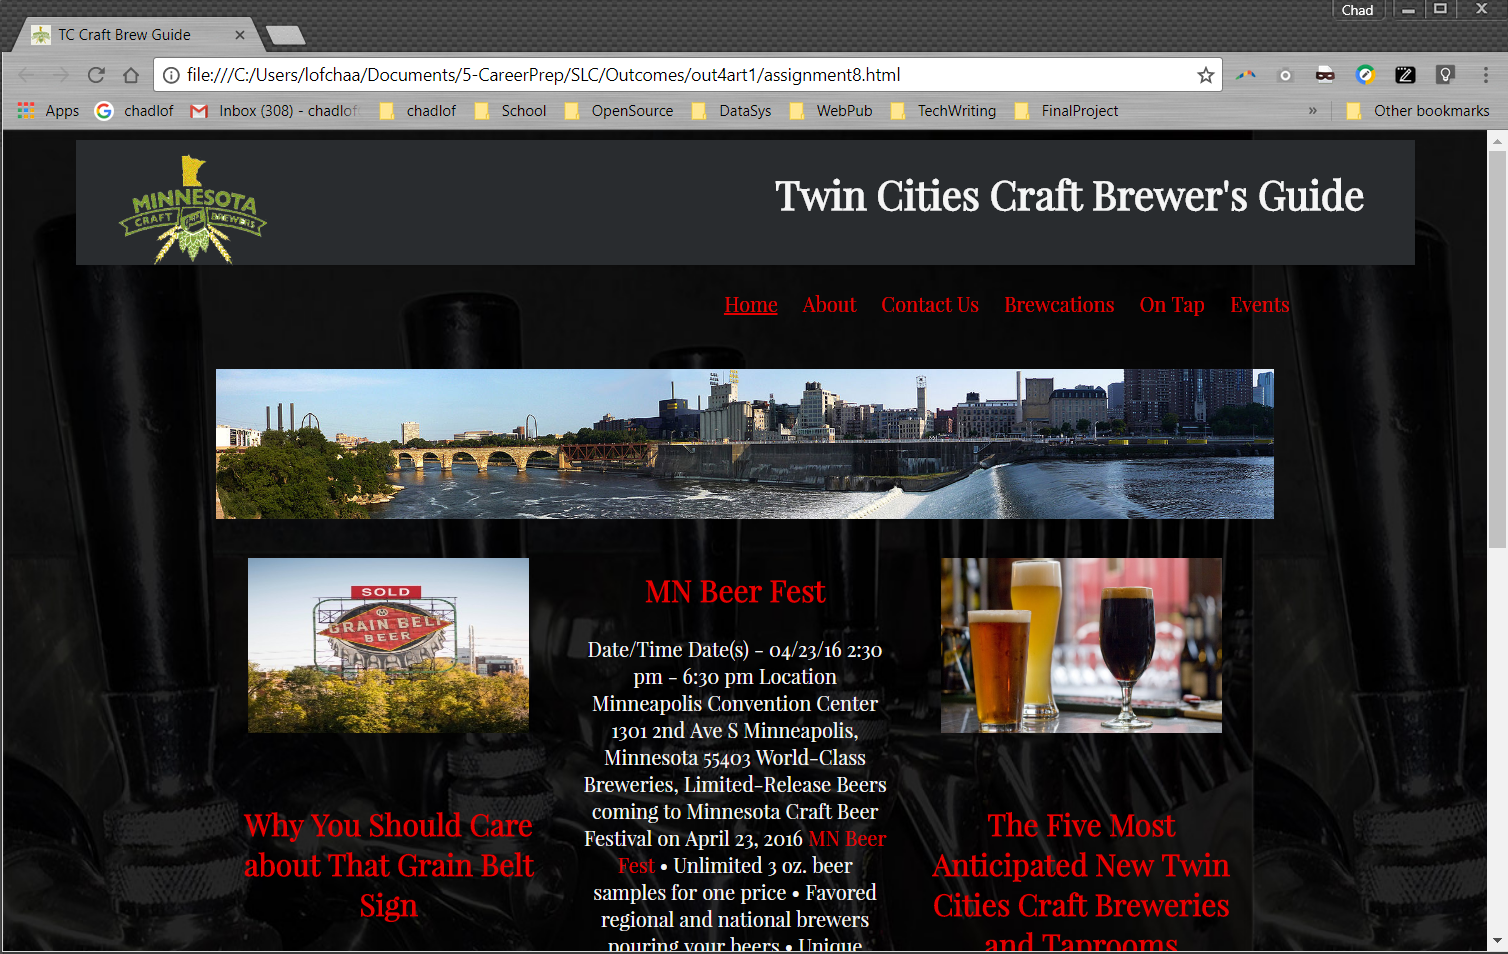 Chad
TC Craft Brew Guide
file:///C:/Users/lofchaa/Documents/5-CareerPrep/SLC/Outcomes/out4art1/assignment8.html
Apps chadlof Inbox (308) - chadlof chadlof School OpenSource DataSys WebPub TechWriting FinalProject » Other bookmarks
MINNESOTA
CRAFT BREWERS
Twin Cities Craft Brewer's Guide
Home About Contact Us Brewcations On Tap Events
SOLD
GRAIN BELT
BEER
Why You Should Care
about That Grain Belt
Sign
MN Beer Fest
Date/Time Date(s) - 04/23/16 2:30
pm - 6:30 pm Location
Minneapolis Convention Center
1301 2nd Ave S Minneapolis,
Minnesota 55403 World-Class
Breweries, Limited-Release Beers
coming to Minnesota Craft Beer
Festival on April 23, 2016 MN Beer
Fest • Unlimited 3 oz. beer
samples for one price • Favored
regional and national brewers
pouring your beers • Unique
The Five Most
Anticipated New Twin
Cities Craft Breweries
and Taprooms